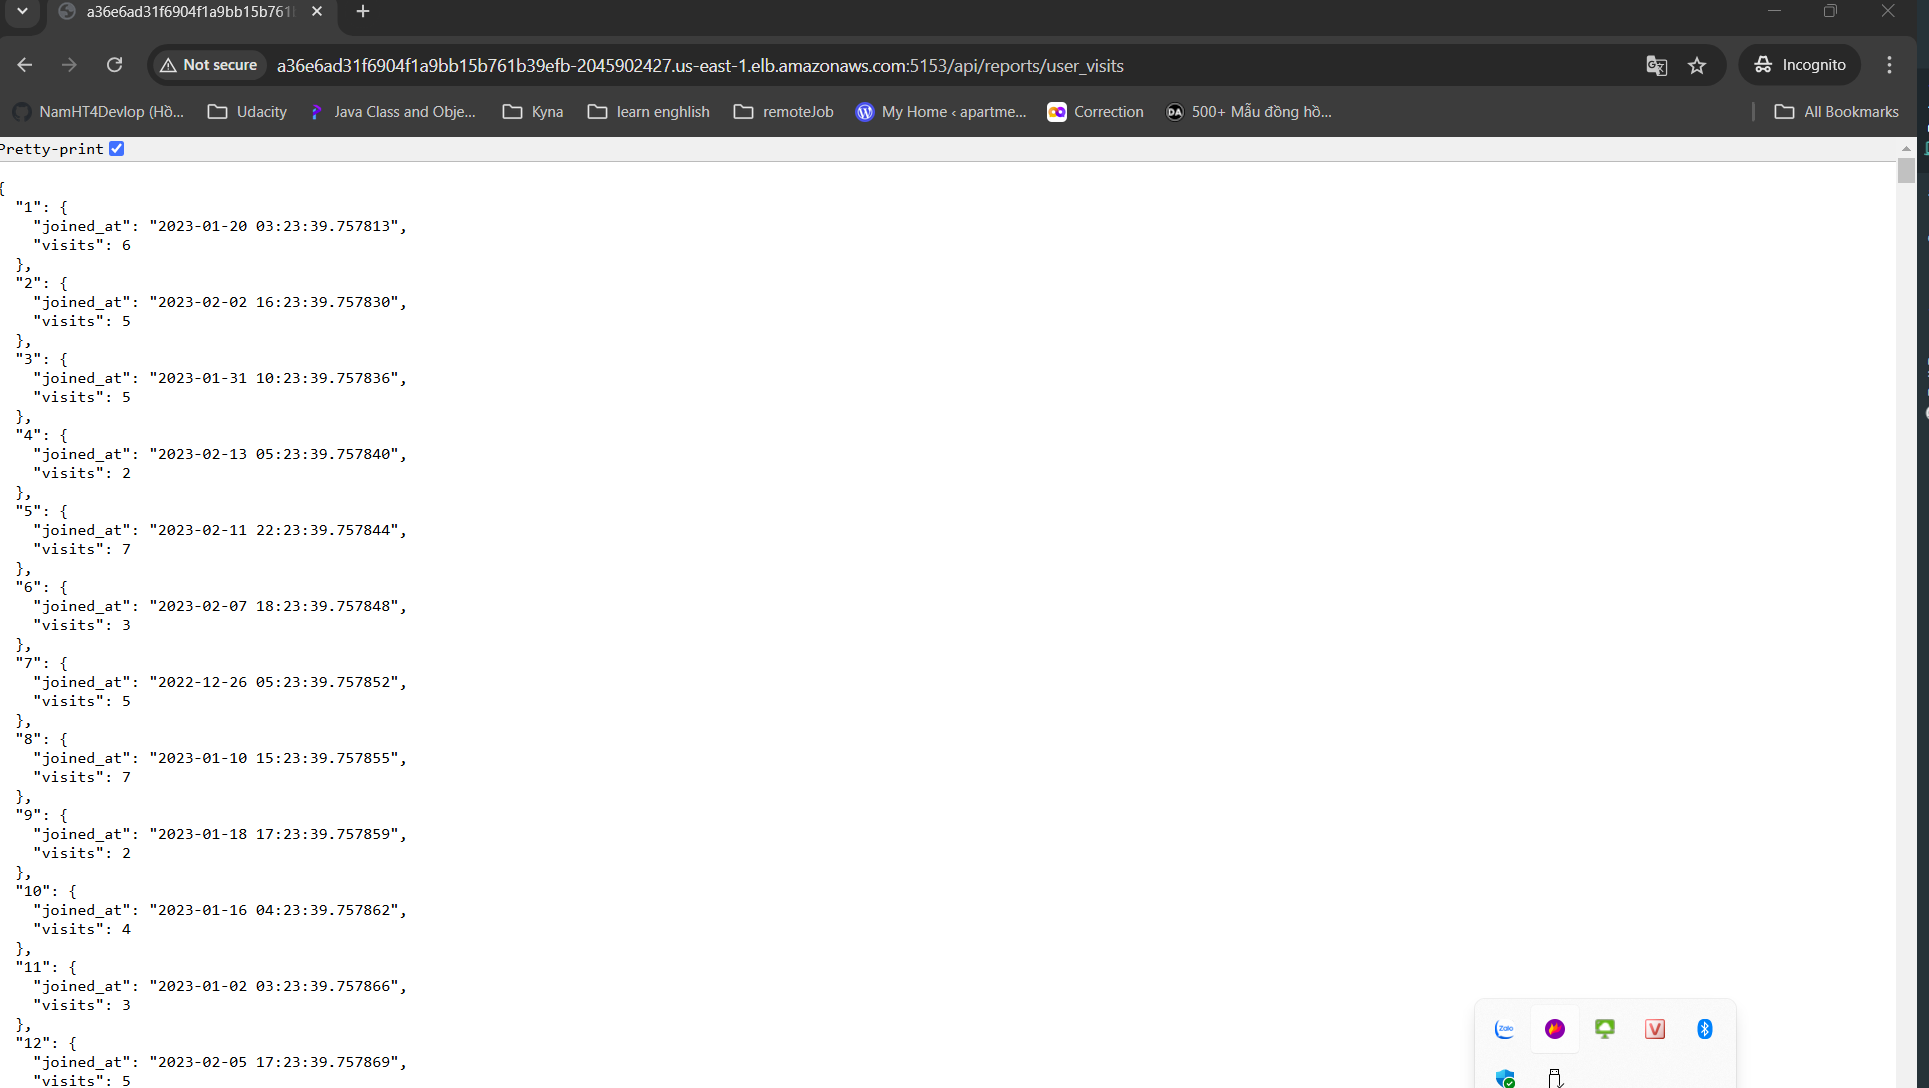 a36e6ad31f6904f1a9bb15b761
Not secure a36e6ad31f6904f1a9bb15b761b39efb-2045902427.us-east-1.elb.amazonaws.com:5153/api/reports/user_visits Incognito
NamHT4Devlop (Hồ... Udacity Java Class and Obje... Kyna learn enghlish remoteJob My Home ‹ apartme... Correction DA 500+ Mẫu đồng hồ... All Bookmarks
Pretty-print
{
"1": {
"joined_at": "2023-01-20 03:23:39.757813",
"visits": 6
},
"2": {
"joined_at": "2023-02-02 16:23:39.757830",
"visits": 5
},
"3": {
"joined_at": "2023-01-31 10:23:39.757836",
"visits": 5
},
"4": {
"joined_at": "2023-02-13 05:23:39.757840",
"visits": 2
},
"5": {
"joined_at": "2023-02-11 22:23:39.757844",
"visits": 7
},
"6": {
"joined_at": "2023-02-07 18:23:39.757848",
"visits": 3
},
"7": {
"joined_at": "2022-12-26 05:23:39.757852",
"visits": 5
},
"8": {
"joined_at": "2023-01-10 15:23:39.757855",
"visits": 7
},
"9": {
"joined_at": "2023-01-18 17:23:39.757859",
"visits": 2
},
"10": {
"joined_at": "2023-01-16 04:23:39.757862",
"visits": 4
},
"11": {
"joined_at": "2023-01-02 03:23:39.757866",
"visits": 3
},
"12": {
"joined_at": "2023-02-05 17:23:39.757869",
"visits": 5
Zalo V